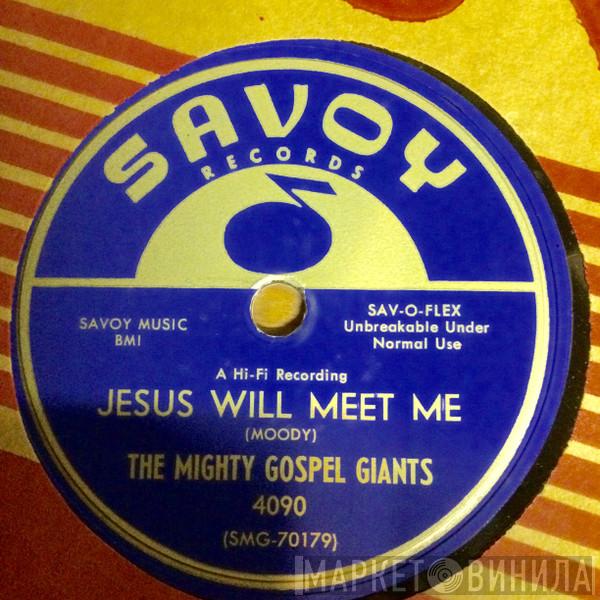 SAVOY
RECORDS
SAVOY MUSIC
BMI
SAV-O-FLEX
Unbreakable Under
Normal Use
A Hi-Fi Recording
JESUS WILL MEET ME
(MOODY)
THE MIGHTY GOSPEL GIANTS
4090
(SMG-70179)
МАРКЕТ ВИНИЛА